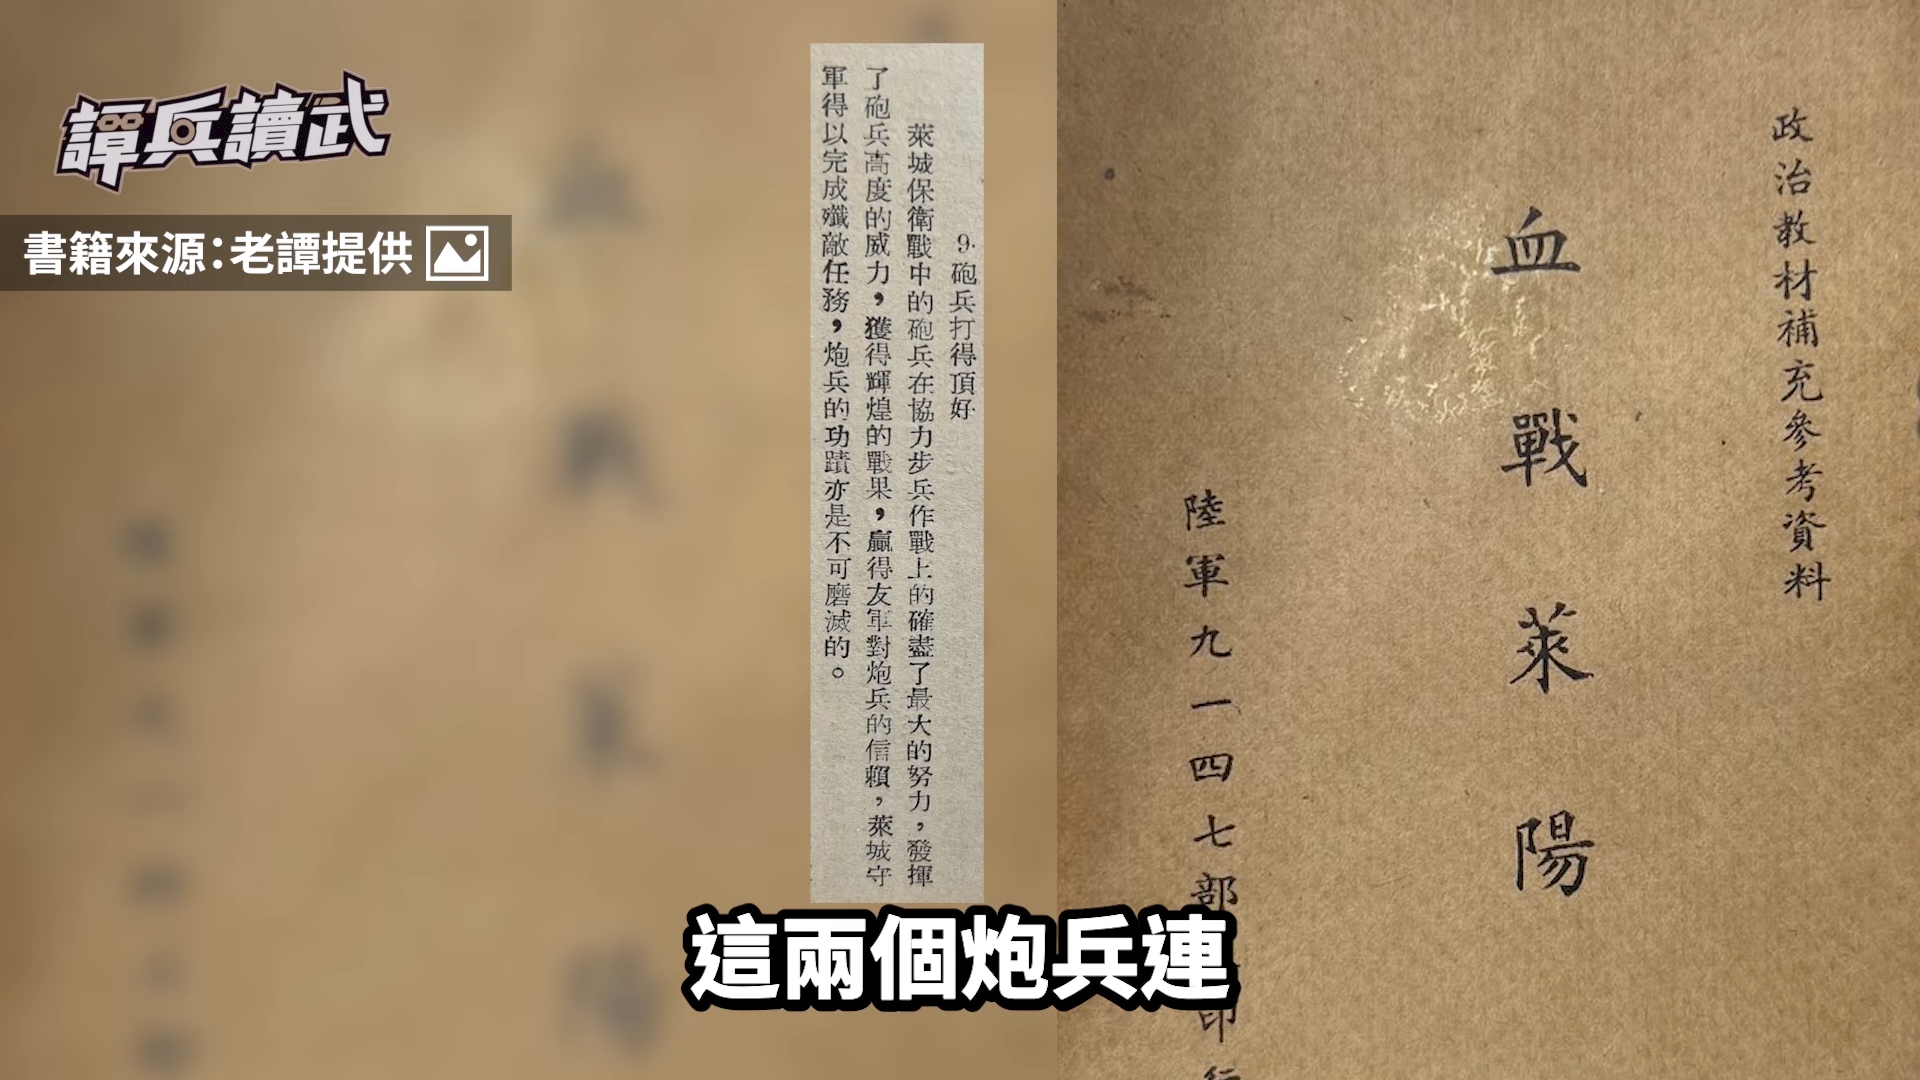 譚兵讀武
書籍來源：老譚提供
9.砲兵打得頂好
萊城保衛戰中的砲兵在協力步兵作戰上的確盡了最大的努力，發揮
了砲兵高度的威力，獲得輝煌的戰果，贏得友軍對炮兵的信賴，萊城守
軍得以完成殲敵任務，炮兵的功蹟亦是不可磨滅的。
政治教材補充參考資料
血戰萊陽
陸軍九一四七部印行
這兩個炮兵連